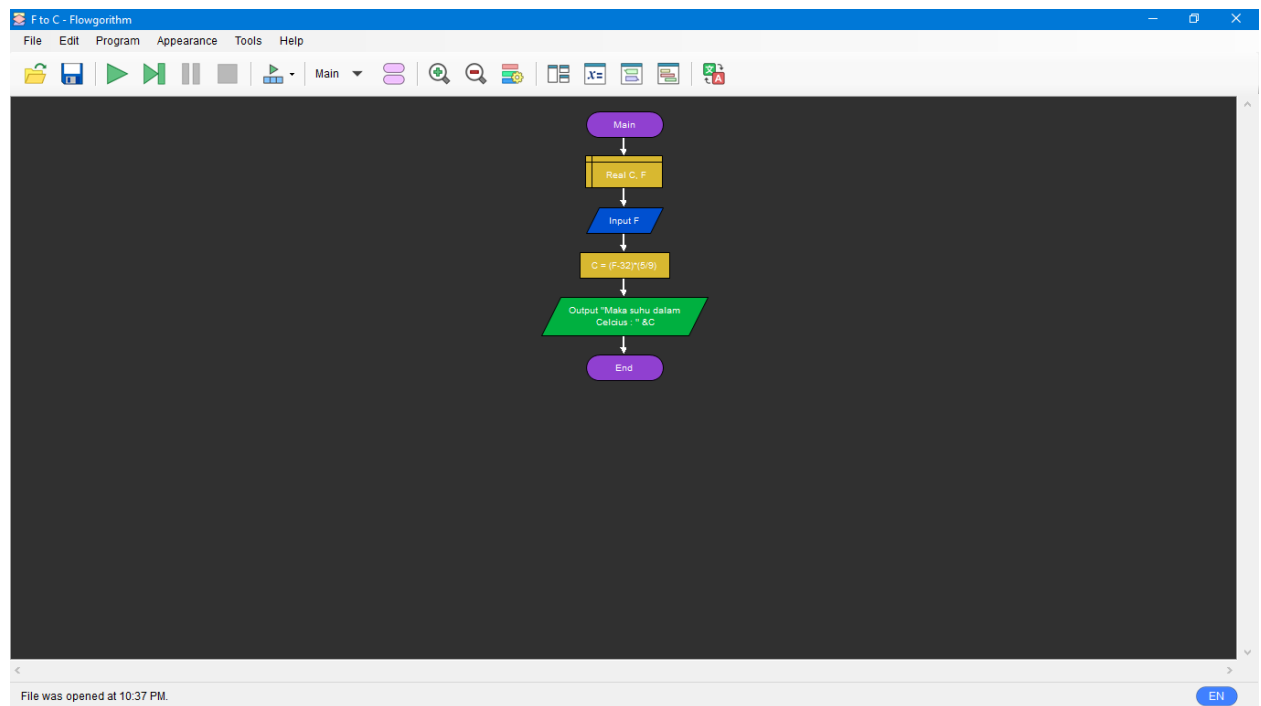 F to C - Flowgorithm
File Edit Program Appearance Tools Help
Main
x=
A
Main
Real C, F
Input F
C = (F-32)*(5/9)
Output "Maka suhu dalam
Celcius : " &C
End
File was opened at 10:37 PM.
EN